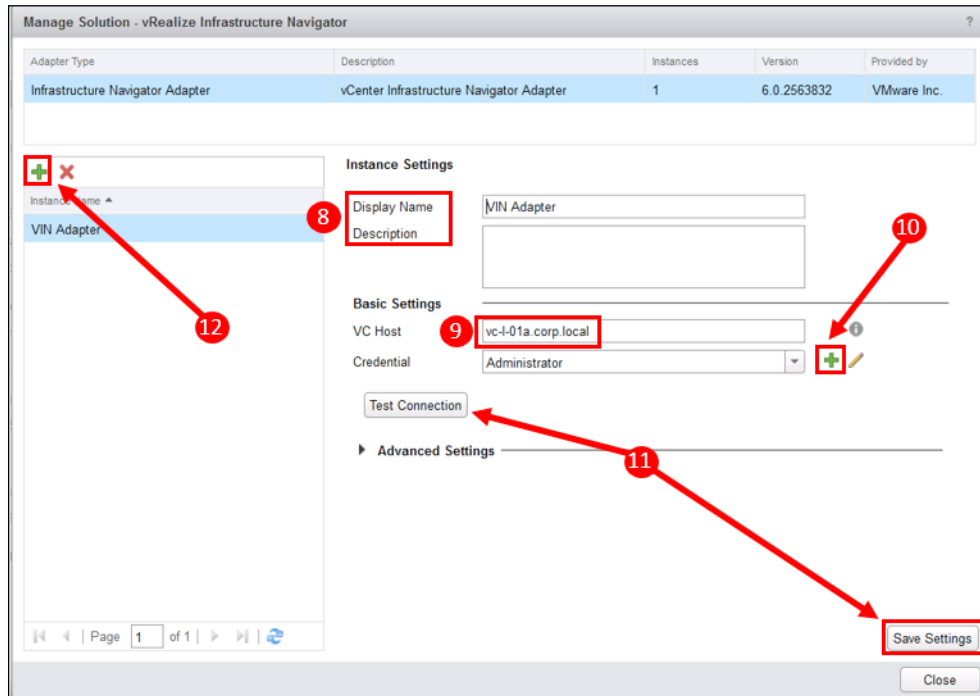 Manage Solution - vRealize Infrastructure Navigator ?
Adapter Type Description Instances Version Provided by
Infrastructure Navigator Adapter vCenter Infrastructure Navigator Adapter 1 6.0.2563832 VMware Inc.
Instance Settings
Instance Name
VIN Adapter
8
Display Name VIN Adapter
Description
10
Basic Settings
12
VC Host 9 vc-l-01a.corp.local
Credential Administrator
Test Connection
Advanced Settings
11
Page 1 of 1
Save Settings
Close